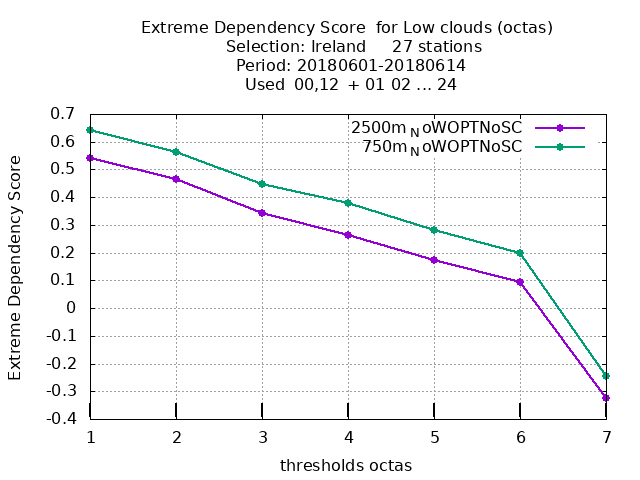 Extreme Dependency Score  for Low clouds (octas)
Selection: Ireland     27 stations
Period: 20180601-20180614
Used  00,12  + 01 02 ... 24
2500m_NoWOPTNoSC
750m_NoWOPTNoSC
Extreme Dependency Score
0.7
0.6
0.5
0.4
0.3
0.2
0.1
0
-0.1
-0.2
-0.3
-0.4
1 2 3 4 5 6 7
thresholds octas